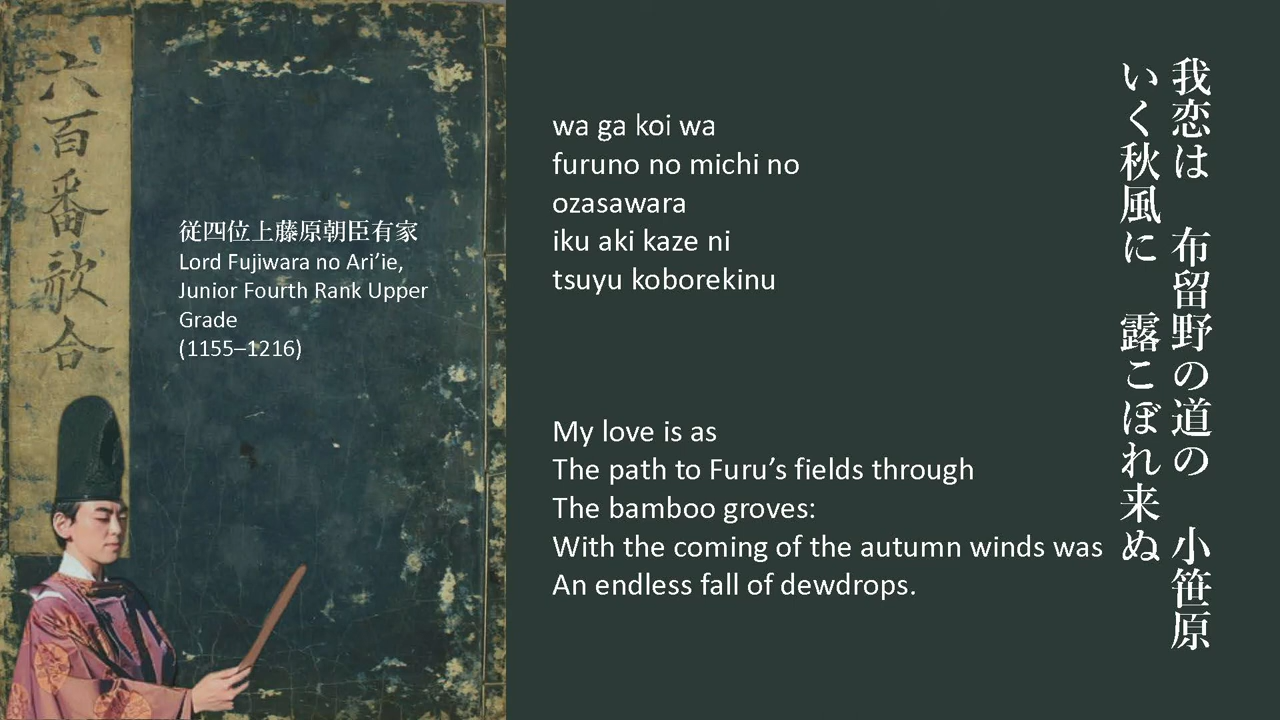 六百番歌合
従四位上藤原朝臣有家
Lord Fujiwara no Ari’ie,
Junior Fourth Rank Upper
Grade
(1155–1216)
wa ga koi wa
furuno no michi no
ozasawara
iku aki kaze ni
tsuyu koborekinu
My love is as
The path to Furu’s fields through
The bamboo groves:
With the coming of the autumn winds was
An endless fall of dewdrops.
我恋は 布留野の道の 小笹原
いく秋風に 露こぼれ来ぬ